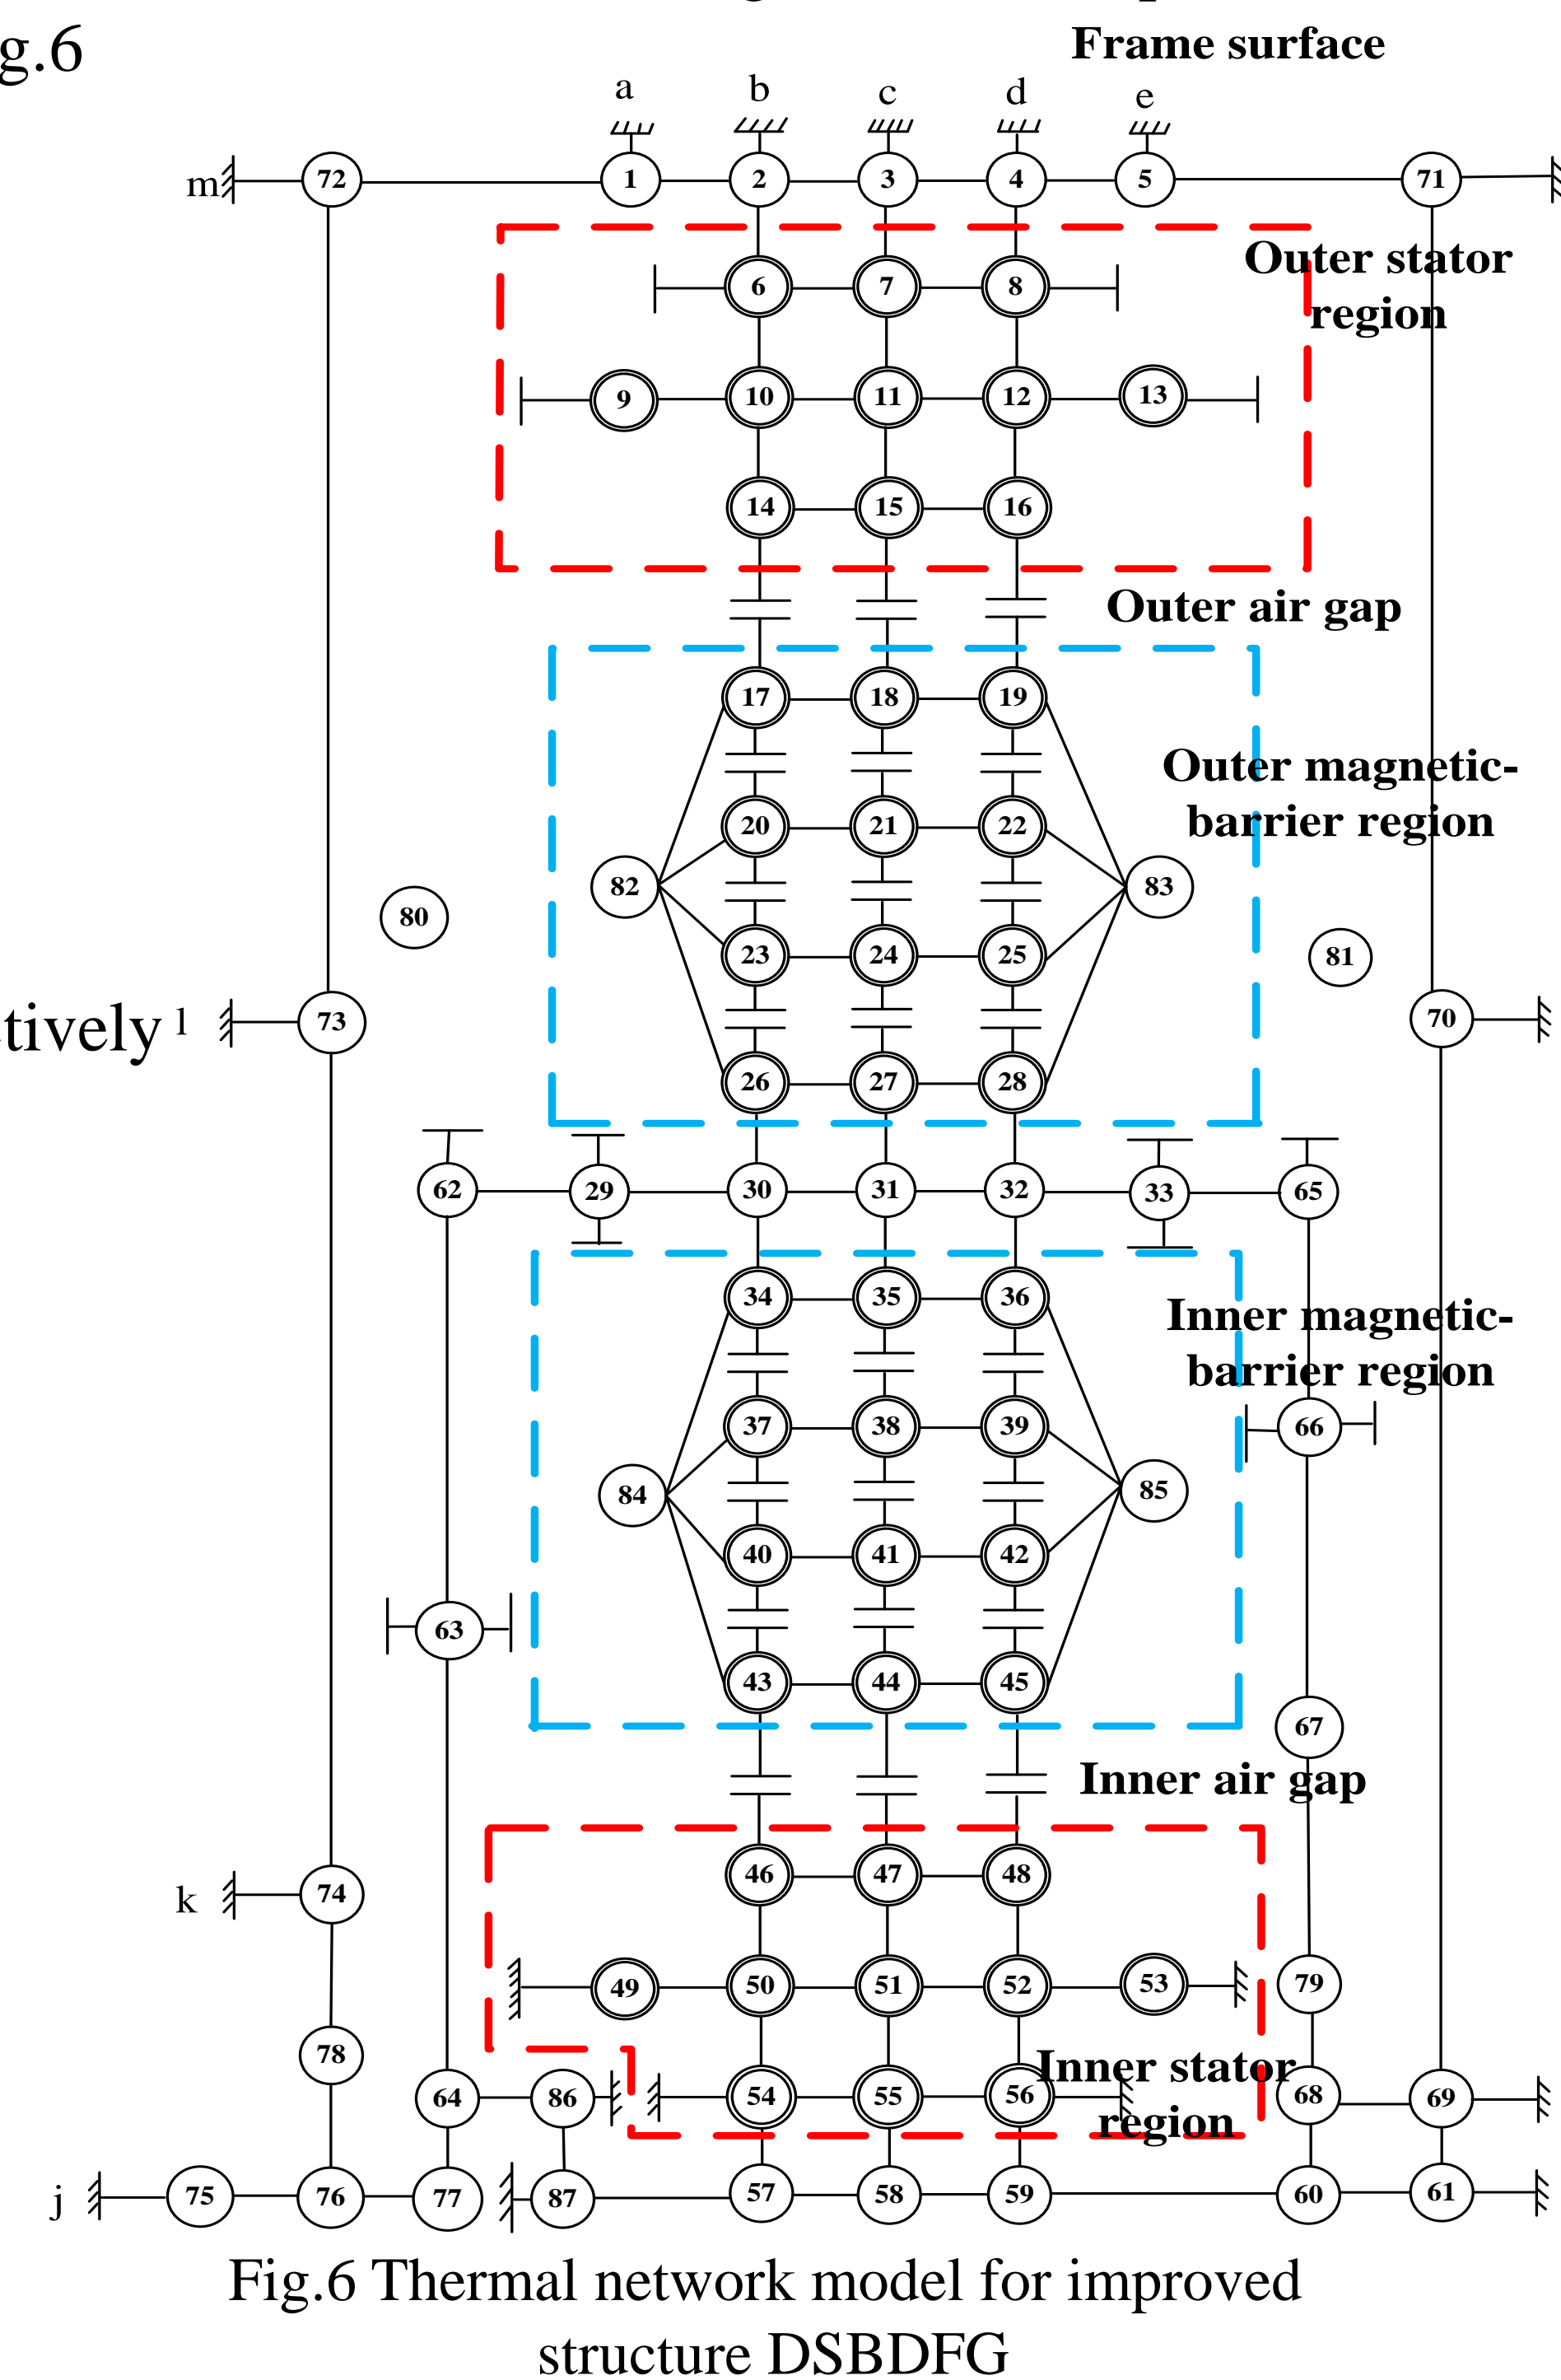 g.6
Frame surface
a b c d e
m 72 1 2 3 4 5 71
Outer stator
region
6 7 8
9 10 11 12 13
14 15 16
Outer air gap
17 18 19
Outer magnetic-
barrier region
20 21 22
82 83
80
23 24 25
81
ctively l 73 70
26 27 28
62 29 30 31 32 33 65
34 35 36
Inner magnetic-
barrier region
37 38 39 66
84 85
40 41 42
63
43 44 45
67
Inner air gap
46 47 48
k 74
49 50 51 52 53 79
78
Inner stator
64 86 54 55 56 68 69
region
j 75 76 77 87 57 58 59 60 61
Fig.6 Thermal network model for improved
structure DSBDFG